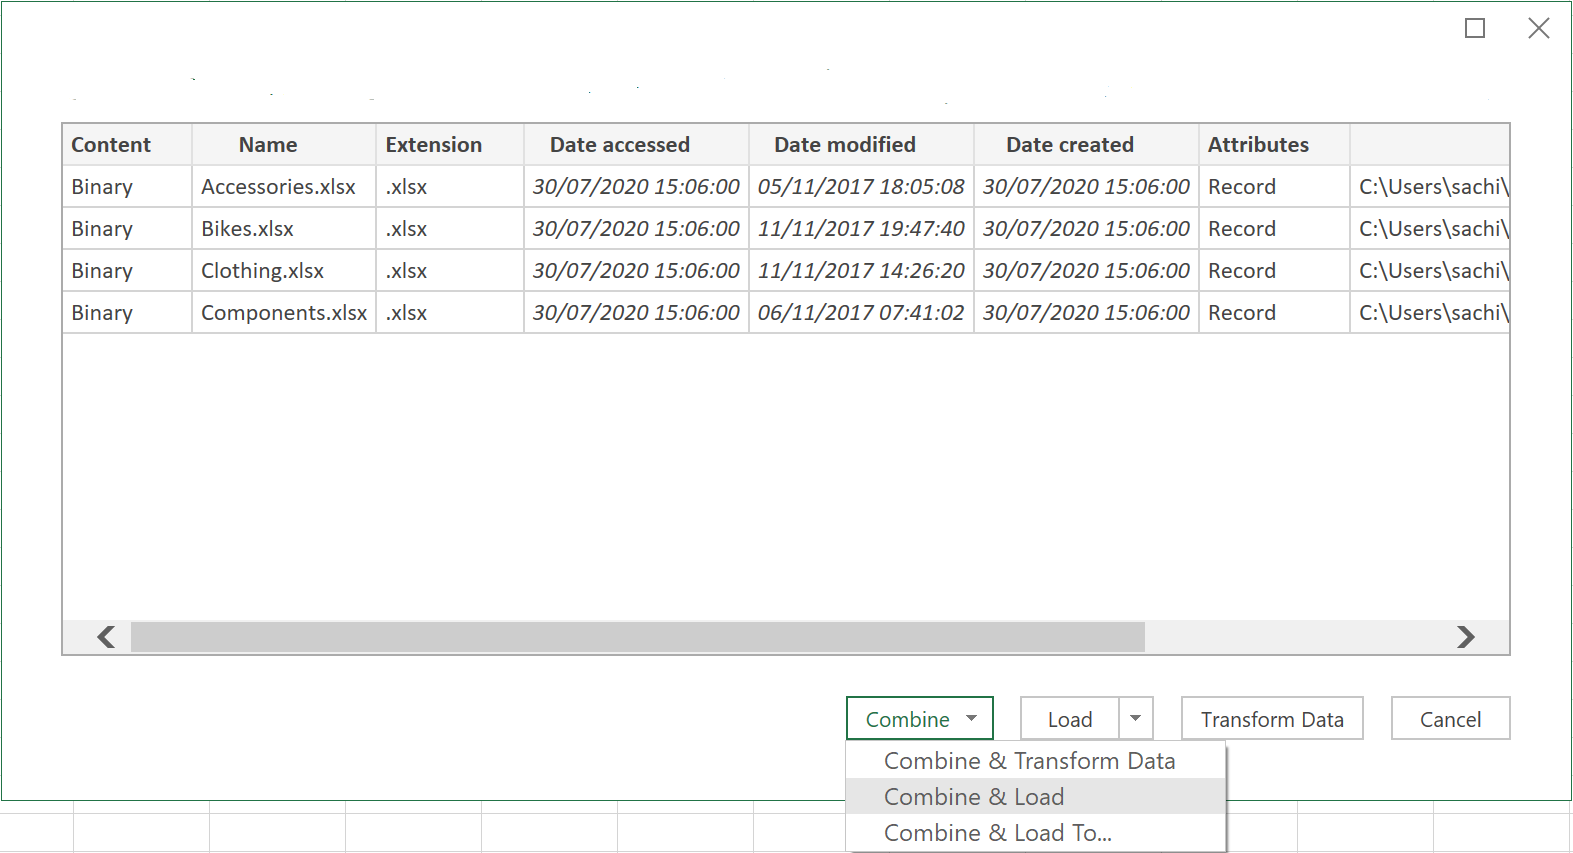 Content Name Extension Date accessed Date modified Date created Attributes
Binary Accessories.xlsx .xlsx 30/07/2020 15:06:00 05/11/2017 18:05:08 30/07/2020 15:06:00 Record C:\Users\sachi\
Binary Bikes.xlsx .xlsx 30/07/2020 15:06:00 11/11/2017 19:47:40 30/07/2020 15:06:00 Record C:\Users\sachi\
Binary Clothing.xlsx .xlsx 30/07/2020 15:06:00 11/11/2017 14:26:20 30/07/2020 15:06:00 Record C:\Users\sachi\
Binary Components.xlsx .xlsx 30/07/2020 15:06:00 06/11/2017 07:41:02 30/07/2020 15:06:00 Record C:\Users\sachi\
Combine Load Transform Data Cancel
Combine & Transform Data
Combine & Load
Combine & Load To...